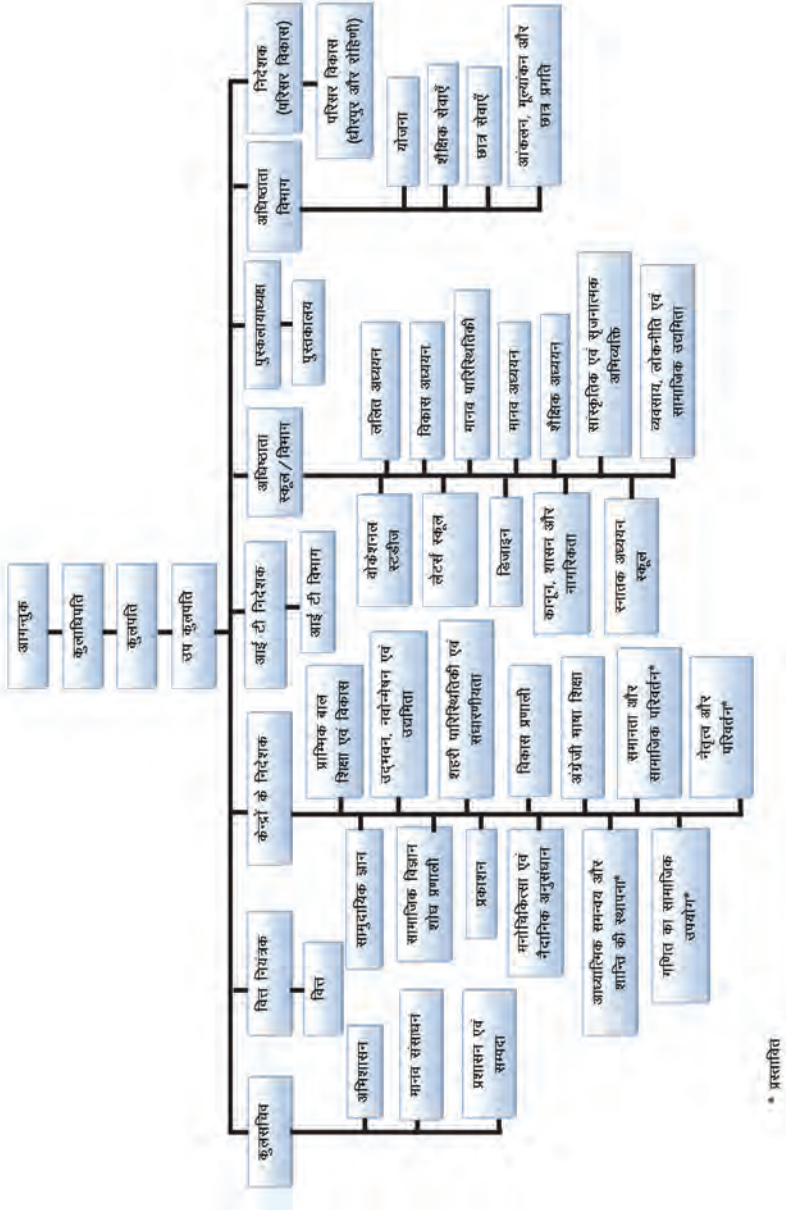 आगन्तुक
कुलाधिपति
कुलपति
उप कुलपति
कुलसचिव
अभिशासन
मानव संसाधन
प्रशासन एवं
सम्पदा
वित्त नियंत्रक
वित्त
केन्द्रों के निदेशक
प्राम्भिक बाल
शिक्षा एवं विकास
सामुदायिक ज्ञान
उद्भवन, नवोन्मेषन एवं
उद्यमिता
सामाजिक विज्ञान
शोध प्रणाली
शहरी पारिस्थितिकी एवं
संधारणीयता
प्रकाशन
विकास प्रणाली
मनोचिकित्सा एवं
नैदानिक अनुसंधान
अंग्रेजी भाषा शिक्षा
आध्यात्मिक समन्वय और
शान्ति की स्थापना*
समानता और
सामाजिक परिवर्तन*
गणित का सामाजिक
उपयोग*
नेतृत्व और
परिवर्तन*
आई टी निदेशक
आई टी विभाग
अधिष्ठाता
स्कूल/विभाग
ललित अध्ययन
वोकेशनल
स्टडीज
विकास अध्ययन
लेटर्स स्कूल
मानव पारिस्थितिकी
डिजाइन
मानव अध्ययन
कानून, शासन और
नागरिकता
शैक्षिक अध्ययन
सांस्कृतिक एवं सृजनात्मक
अभिव्यक्ति
स्नातक अध्ययन
स्कूल
व्यवसाय, लोकनीति एवं
सामाजिक उद्यमिता
पुस्कलायाध्यक्ष
पुस्तकालय
अधिष्ठाता
विभाग
योजना
शैक्षिक सेवाएँ
छात्र सेवाएँ
आंकलन, मूल्यांकन और
छात्र प्रगति
निदेशक
(परिसर विकास)
परिसर विकास
(धीरपुर और रोहिणी)
* प्रस्तावित